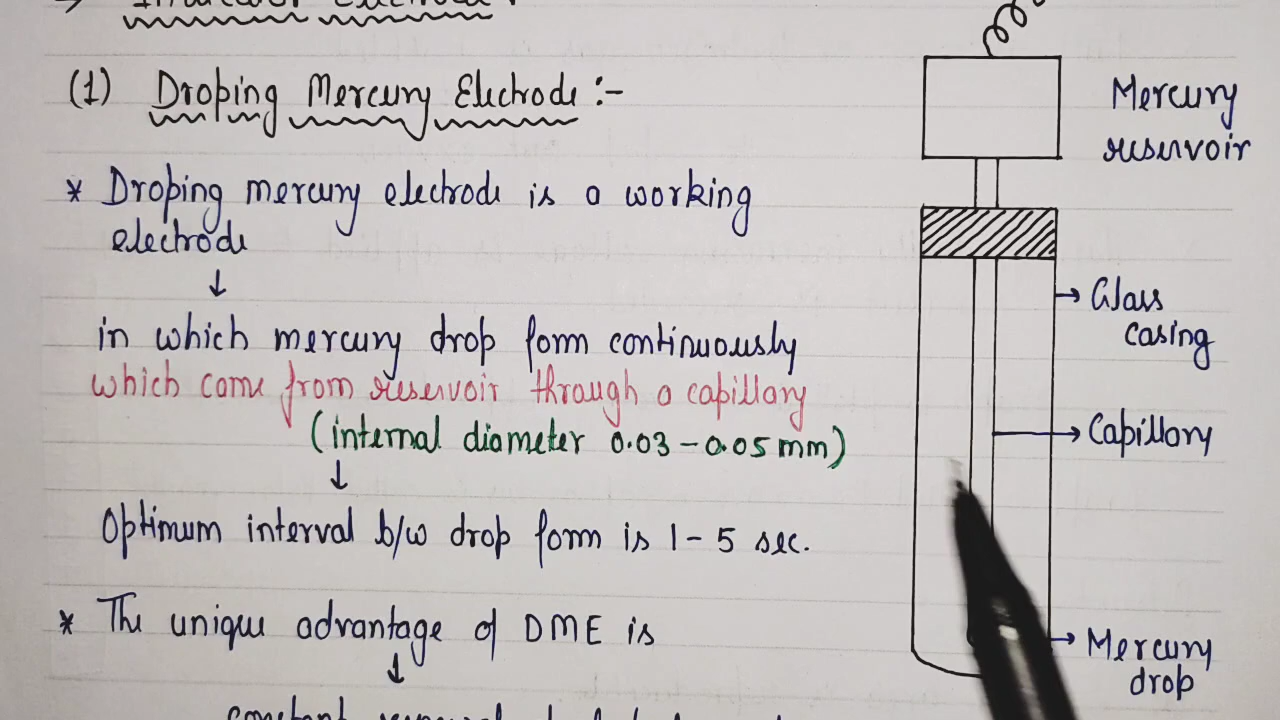 (1) Droping Mercury Electrode :-
* Droping mercury electrode is a working
electrode
↓
in which mercury drop form continuously
which come from reservoir through a capillary
(internal diameter 0.03 - 0.05 mm)
↓
Optimum interval b/w drop form is 1 - 5 sec.
* The unique advantage of DME is
↓
constant
Mercury
reservoir
→ Glass
casing
→ Capillary
→ Mercury
drop